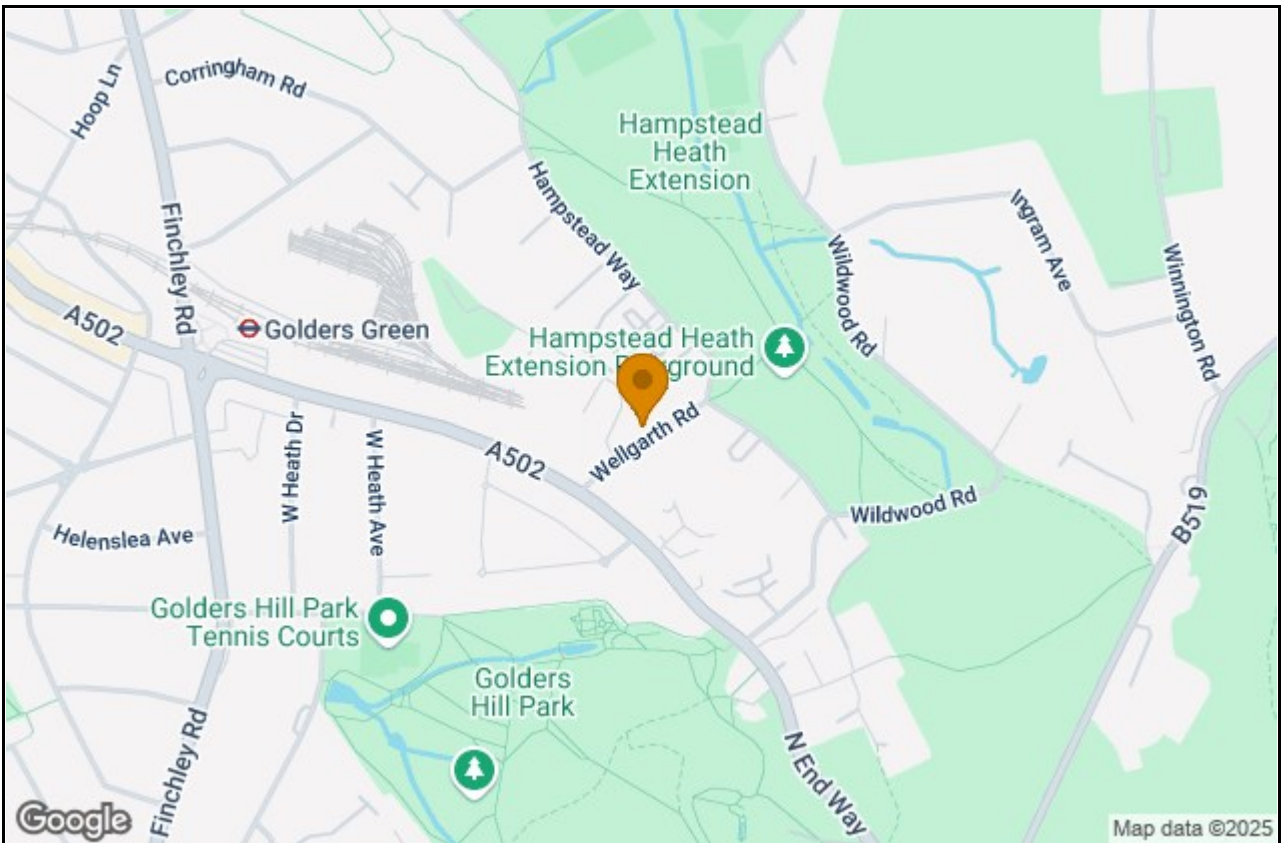 Hoop Ln
Corringham Rd
Hampstead
Heath
Extension
Hampstead Way
Ingram Ave
Finchley Rd
Wildwood Rd
Winnington Rd
A502
Golders Green
Hampstead Heath
Extension
W Heath Dr
W Heath Ave
A502
Wellgarth Rd
Wildwood Rd
B519
Helenslea Ave
Golders Hill Park
Tennis Courts
Golders
Hill Park
Finchley Rd
N End Way
Google
Map data ©2025